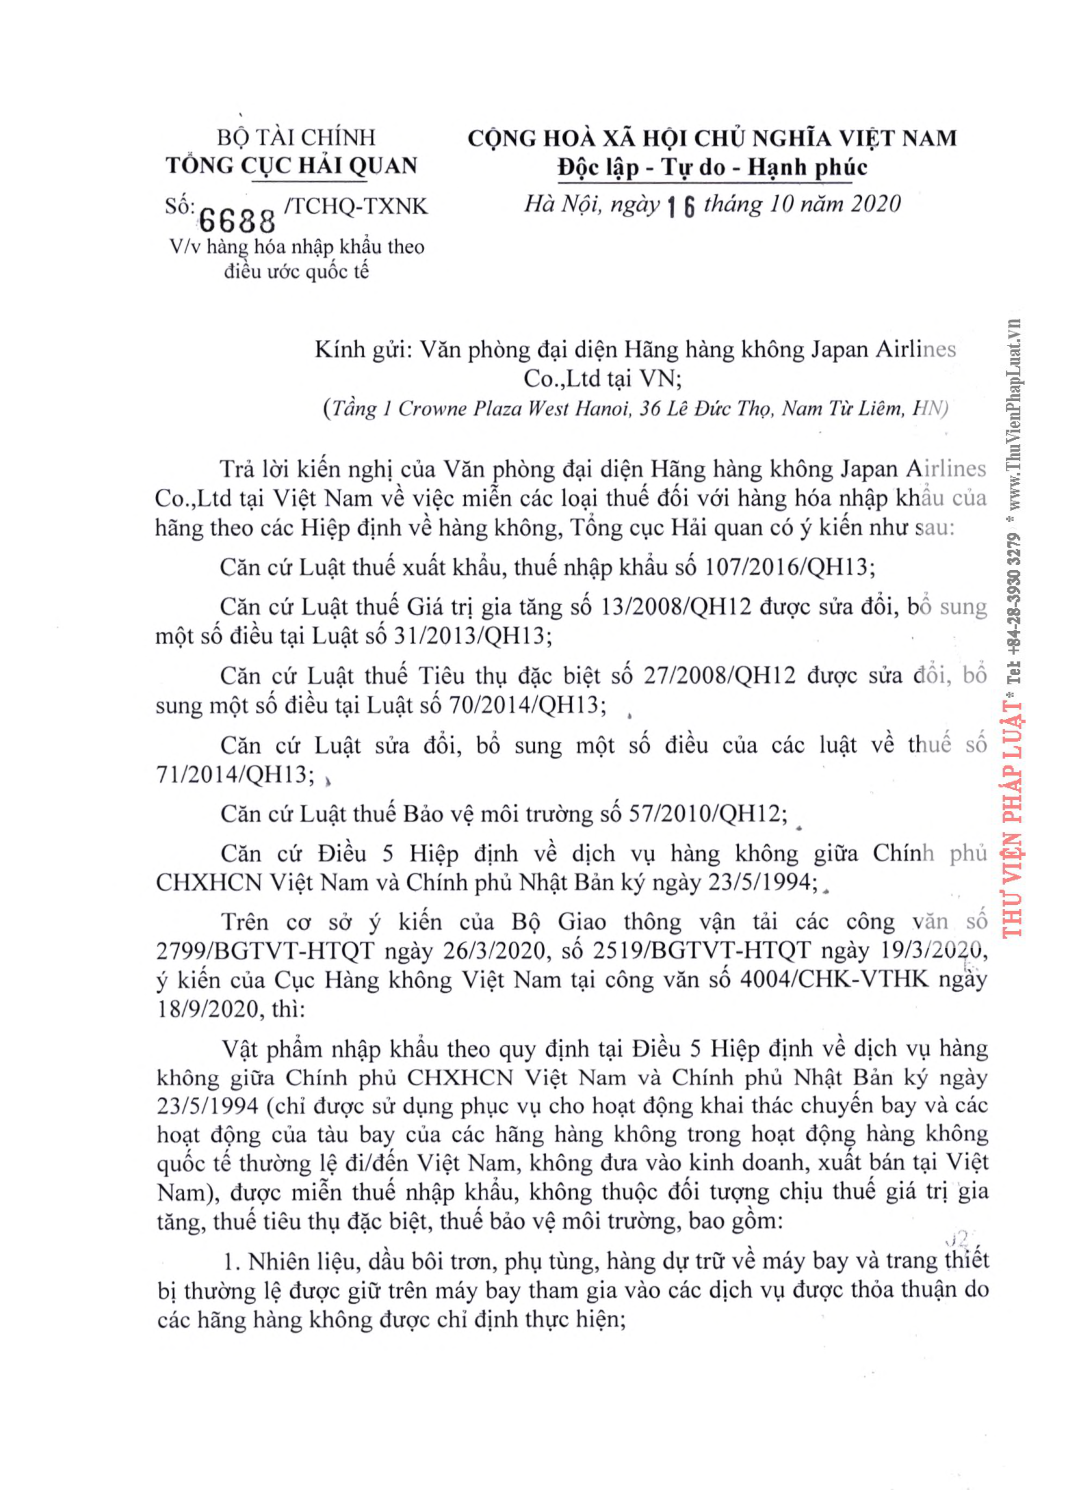 BỘ TÀI CHÍNH
TỔNG CỤC HẢI QUAN
Số: 6688 /TCHQ-TXNK
V/v hàng hóa nhập khẩu theo
điều ước quốc tế
CỘNG HOÀ XÃ HỘI CHỦ NGHĨA VIỆT NAM
Độc lập - Tự do - Hạnh phúc
Hà Nội, ngày 16 tháng 10 năm 2020
Kính gửi: Văn phòng đại diện Hãng hàng không Japan Airlines
Co.,Ltd tại VN;
(Tầng 1 Crowne Plaza West Hanoi, 36 Lê Đức Thọ, Nam Từ Liêm, HN)
Trả lời kiến nghị của Văn phòng đại diện Hãng hàng không Japan Airlines
Co.,Ltd tại Việt Nam về việc miễn các loại thuế đối với hàng hóa nhập khẩu của
hãng theo các Hiệp định về hàng không, Tổng cục Hải quan có ý kiến như sau:
Căn cứ Luật thuế xuất khẩu, thuế nhập khẩu số 107/2016/QH13;
Căn cứ Luật thuế Giá trị gia tăng số 13/2008/QH12 được sửa đổi, bổ sung
một số điều tại Luật số 31/2013/QH13;
Căn cứ Luật thuế Tiêu thụ đặc biệt số 27/2008/QH12 được sửa đổi, bổ
sung một số điều tại Luật số 70/2014/QH13;
Căn cứ Luật sửa đổi, bổ sung một số điều của các luật về thuế số
71/2014/QH13;
Căn cứ Luật thuế Bảo vệ môi trường số 57/2010/QH12;
Căn cứ Điều 5 Hiệp định về dịch vụ hàng không giữa Chính phủ
CHXHCN Việt Nam và Chính phủ Nhật Bản ký ngày 23/5/1994;
Trên cơ sở ý kiến của Bộ Giao thông vận tải các công văn số
2799/BGTVT-HTQT ngày 26/3/2020, số 2519/BGTVT-HTQT ngày 19/3/2020,
ý kiến của Cục Hàng không Việt Nam tại công văn số 4004/CHK-VTHK ngày
18/9/2020, thì:
Vật phẩm nhập khẩu theo quy định tại Điều 5 Hiệp định về dịch vụ hàng
không giữa Chính phủ CHXHCN Việt Nam và Chính phủ Nhật Bản ký ngày
23/5/1994 (chỉ được sử dụng phục vụ cho hoạt động khai thác chuyến bay và các
hoạt động của tàu bay của các hãng hàng không trong hoạt động hàng không
quốc tế thường lệ đi/đến Việt Nam, không đưa vào kinh doanh, xuất bán tại Việt
Nam), được miễn thuế nhập khẩu, không thuộc đối tượng chịu thuế giá trị gia
tăng, thuế tiêu thụ đặc biệt, thuế bảo vệ môi trường, bao gồm:
1. Nhiên liệu, dầu bôi trơn, phụ tùng, hàng dự trữ về máy bay và trang thiết
bị thường lệ được giữ trên máy bay tham gia vào các dịch vụ được thỏa thuận do
các hãng hàng không được chỉ định thực hiện;
THƯ VIỆN PHÁP LUẬT * Tel: +84-28-3930 3279 * www.ThuVienPhapLuat.vn